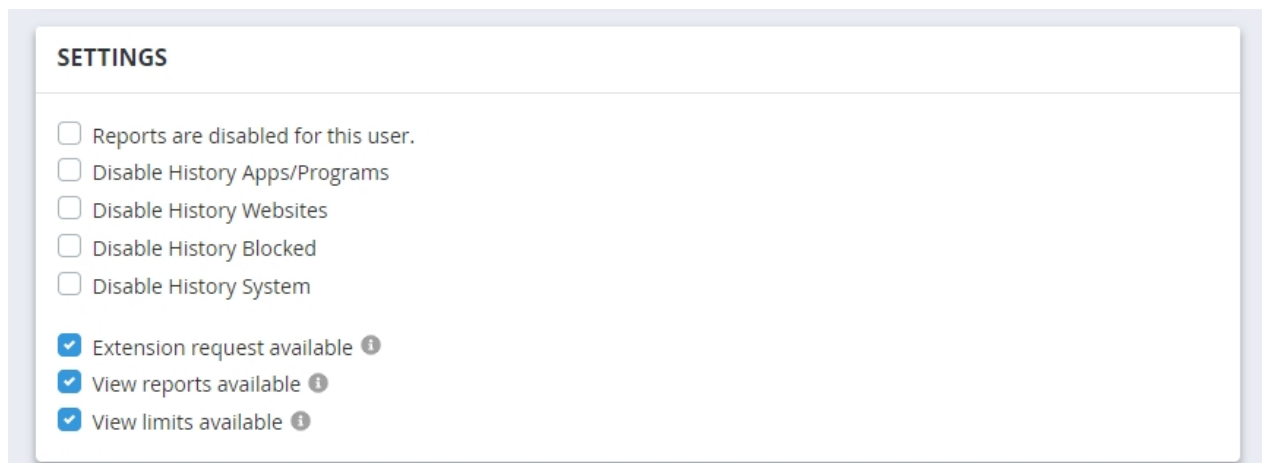 SETTINGS
Reports are disabled for this user.
Disable History Apps/Programs
Disable History Websites
Disable History Blocked
Disable History System
Extension request available
View reports available
View limits available